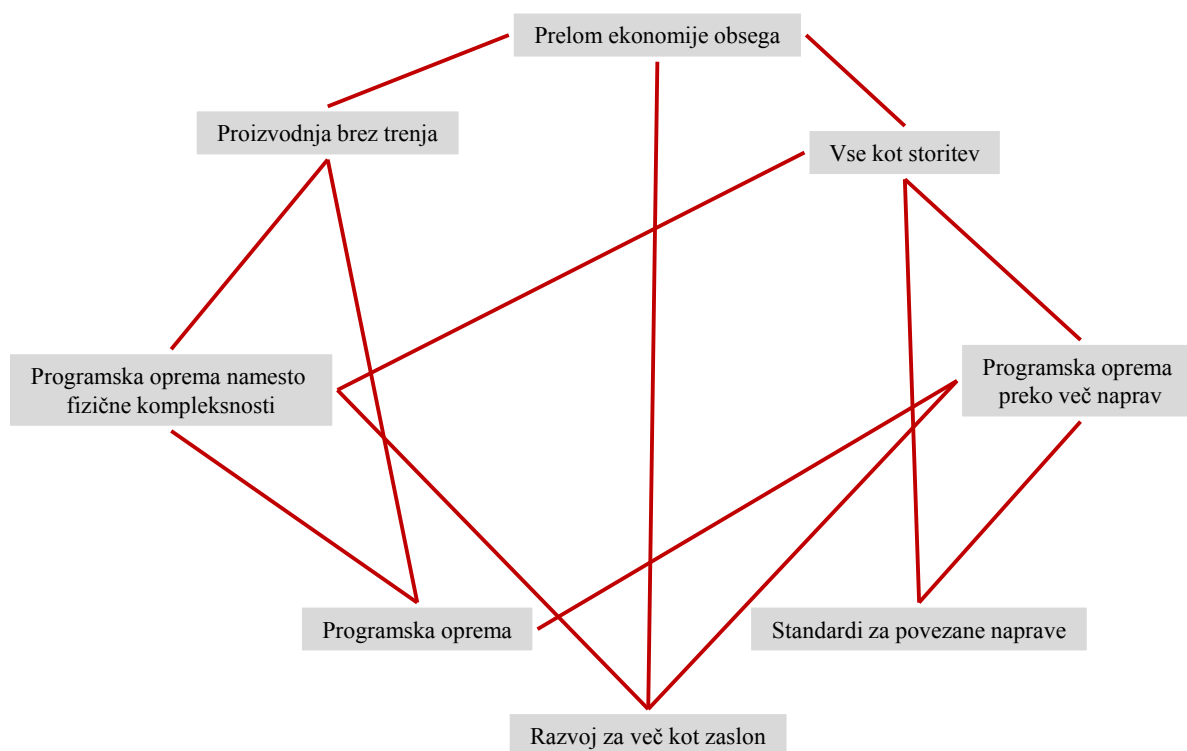 Prelom ekonomije obsega
Proizvodnja brez trenja
Vse kot storitev
Programska oprema namesto
fizične kompleksnosti
Programska oprema
preko več naprav
Programska oprema
Standardi za povezane naprave
Razvoj za več kot zaslon